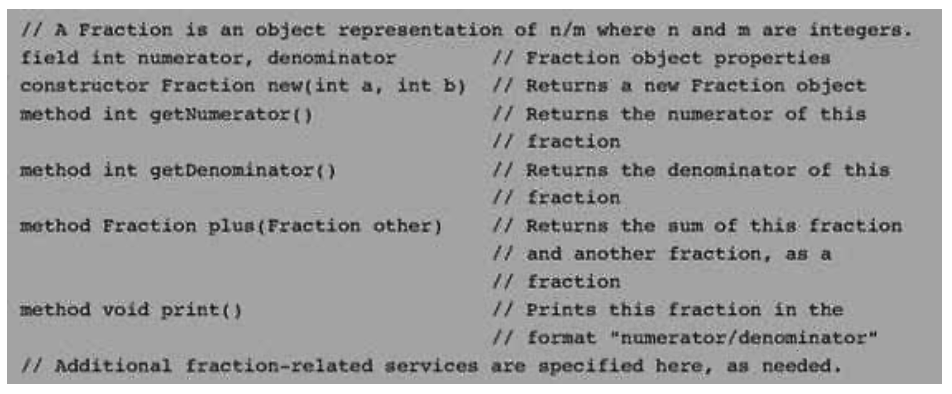 // A Fraction is an object representation of n/m where n and m are integers.
field int numerator, denominator // Fraction object properties
constructor Fraction new(int a, int b) // Returns a new Fraction object
method int getNumerator() // Returns the numerator of this
// fraction
method int getDenominator() // Returns the denominator of this
// fraction
method Fraction plus(Fraction other) // Returns the sum of this fraction
// and another fraction, as a
// fraction
method void print() // Prints this fraction in the
// format "numerator/denominator"
// Additional fraction-related services are specified here, as needed.